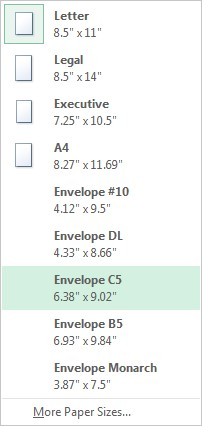 Letter
8.5" x 11"
Legal
8.5" x 14"
Executive
7.25" x 10.5"
A4
8.27" x 11.69"
Envelope #10
4.12" x 9.5"
Envelope DL
4.33" x 8.66"
Envelope C5
6.38" x 9.02"
Envelope B5
6.93" x 9.84"
Envelope Monarch
3.87" x 7.5"
More Paper Sizes...